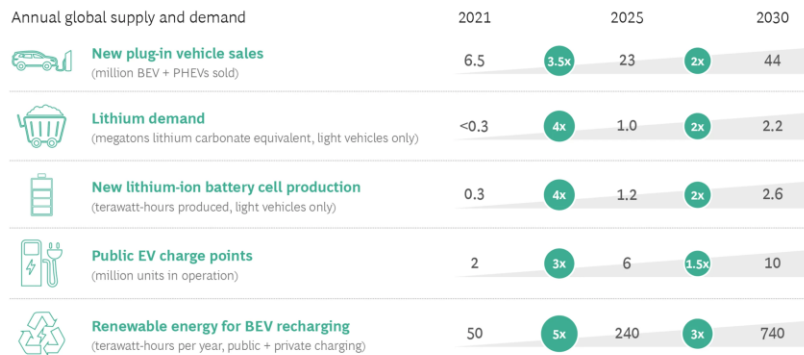 Annual global supply and demand 2021 2025 2030
New plug-in vehicle sales
(million BEV + PHEVs sold)
6.5 3.5x 23 2x 44
Lithium demand
(megatons lithium carbonate equivalent, light vehicles only)
<0.3 4x 1.0 2x 2.2
New lithium-ion battery cell production
(terawatt-hours produced, light vehicles only)
0.3 4x 1.2 2x 2.6
Public EV charge points
(million units in operation)
2 3x 6 1.5x 10
Renewable energy for BEV recharging
(terawatt-hours per year, public + private charging)
50 5x 240 3x 740